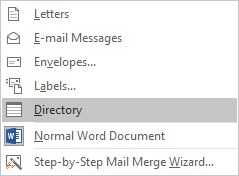 Letters
E-mail Messages
Envelopes...
Labels...
Directory
Normal Word Document
Step-by-Step Mail Merge Wizard...